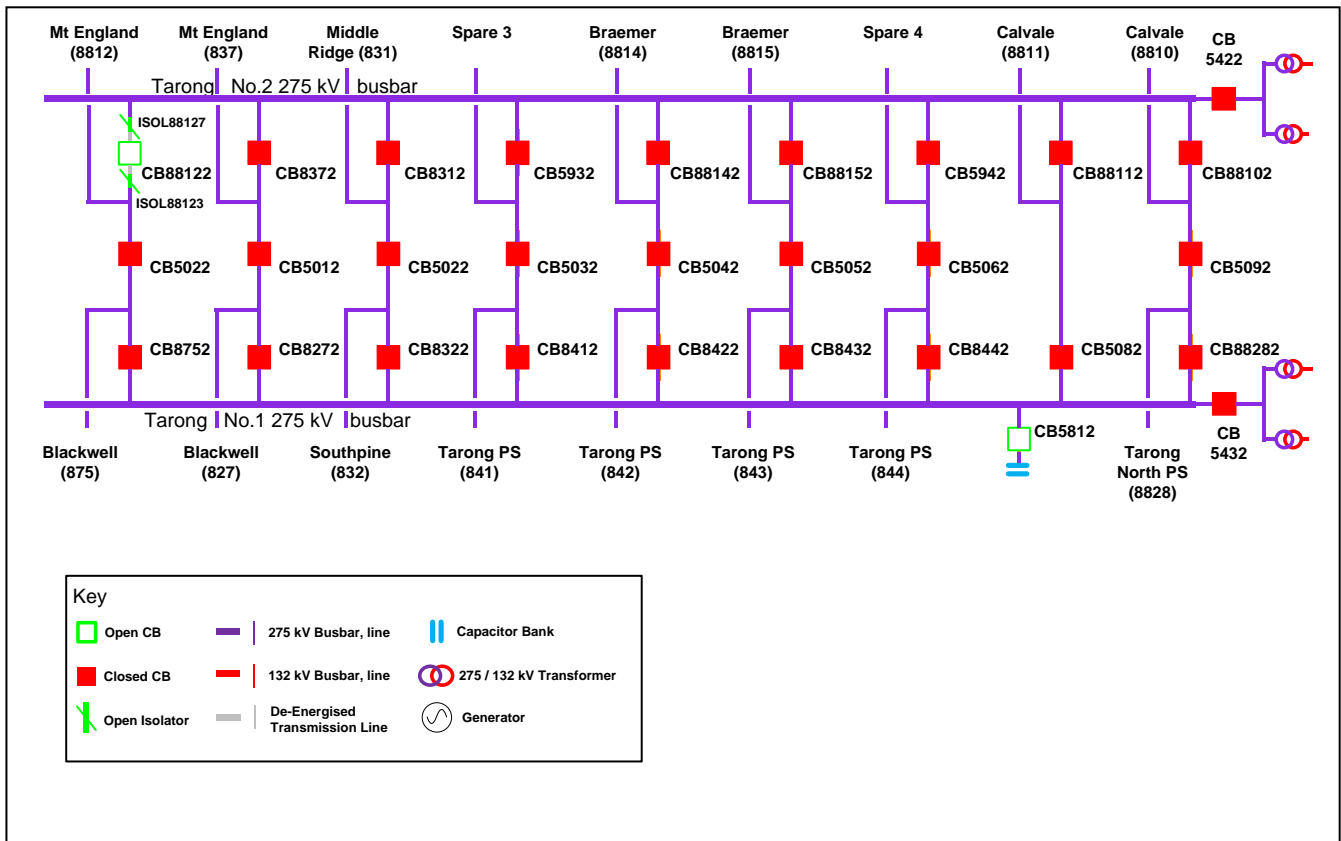 Mt England
(8812)
Mt England
(837)
Middle
Ridge (831)
Spare 3
Braemer
(8814)
Braemer
(8815)
Spare 4
Calvale
(8811)
Calvale
(8810)
CB
5422
Tarong No.2 275 kV busbar
ISOL88127
CB88122
ISOL88123
CB8372
CB8312
CB5932
CB88142
CB88152
CB5942
CB88112
CB88102
CB5022
CB5012
CB5022
CB5032
CB5042
CB5052
CB5062
CB5092
CB8752
CB8272
CB8322
CB8412
CB8422
CB8432
CB8442
CB5082
CB88282
Tarong No.1 275 kV busbar
CB5812
CB
5432
Blackwell
(875)
Blackwell
(827)
Southpine
(832)
Tarong PS
(841)
Tarong PS
(842)
Tarong PS
(843)
Tarong PS
(844)
Tarong
North PS
(8828)
Key
Open CB
275 kV Busbar, line
Capacitor Bank
Closed CB
132 kV Busbar, line
275 / 132 kV Transformer
Open Isolator
De-Energised
Transmission Line
Generator